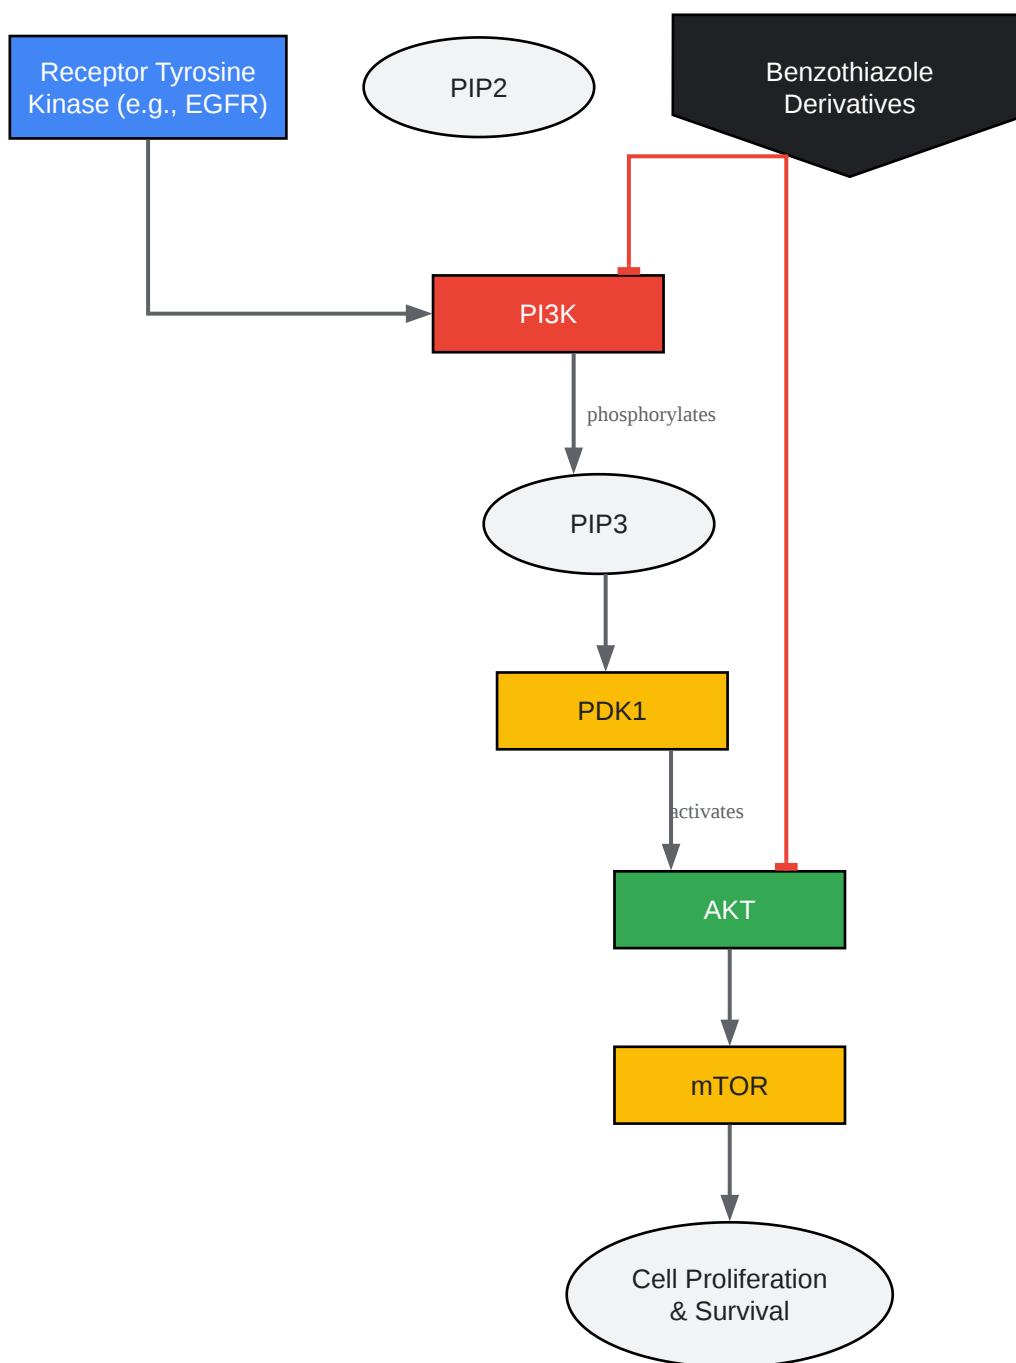 Receptor Tyrosine
Kinase (e.g., EGFR)
PIP2
Benzothiazole
Derivatives
PI3K
phosphorylates
PIP3
PDK1
activates
AKT
mTOR
Cell Proliferation
& Survival